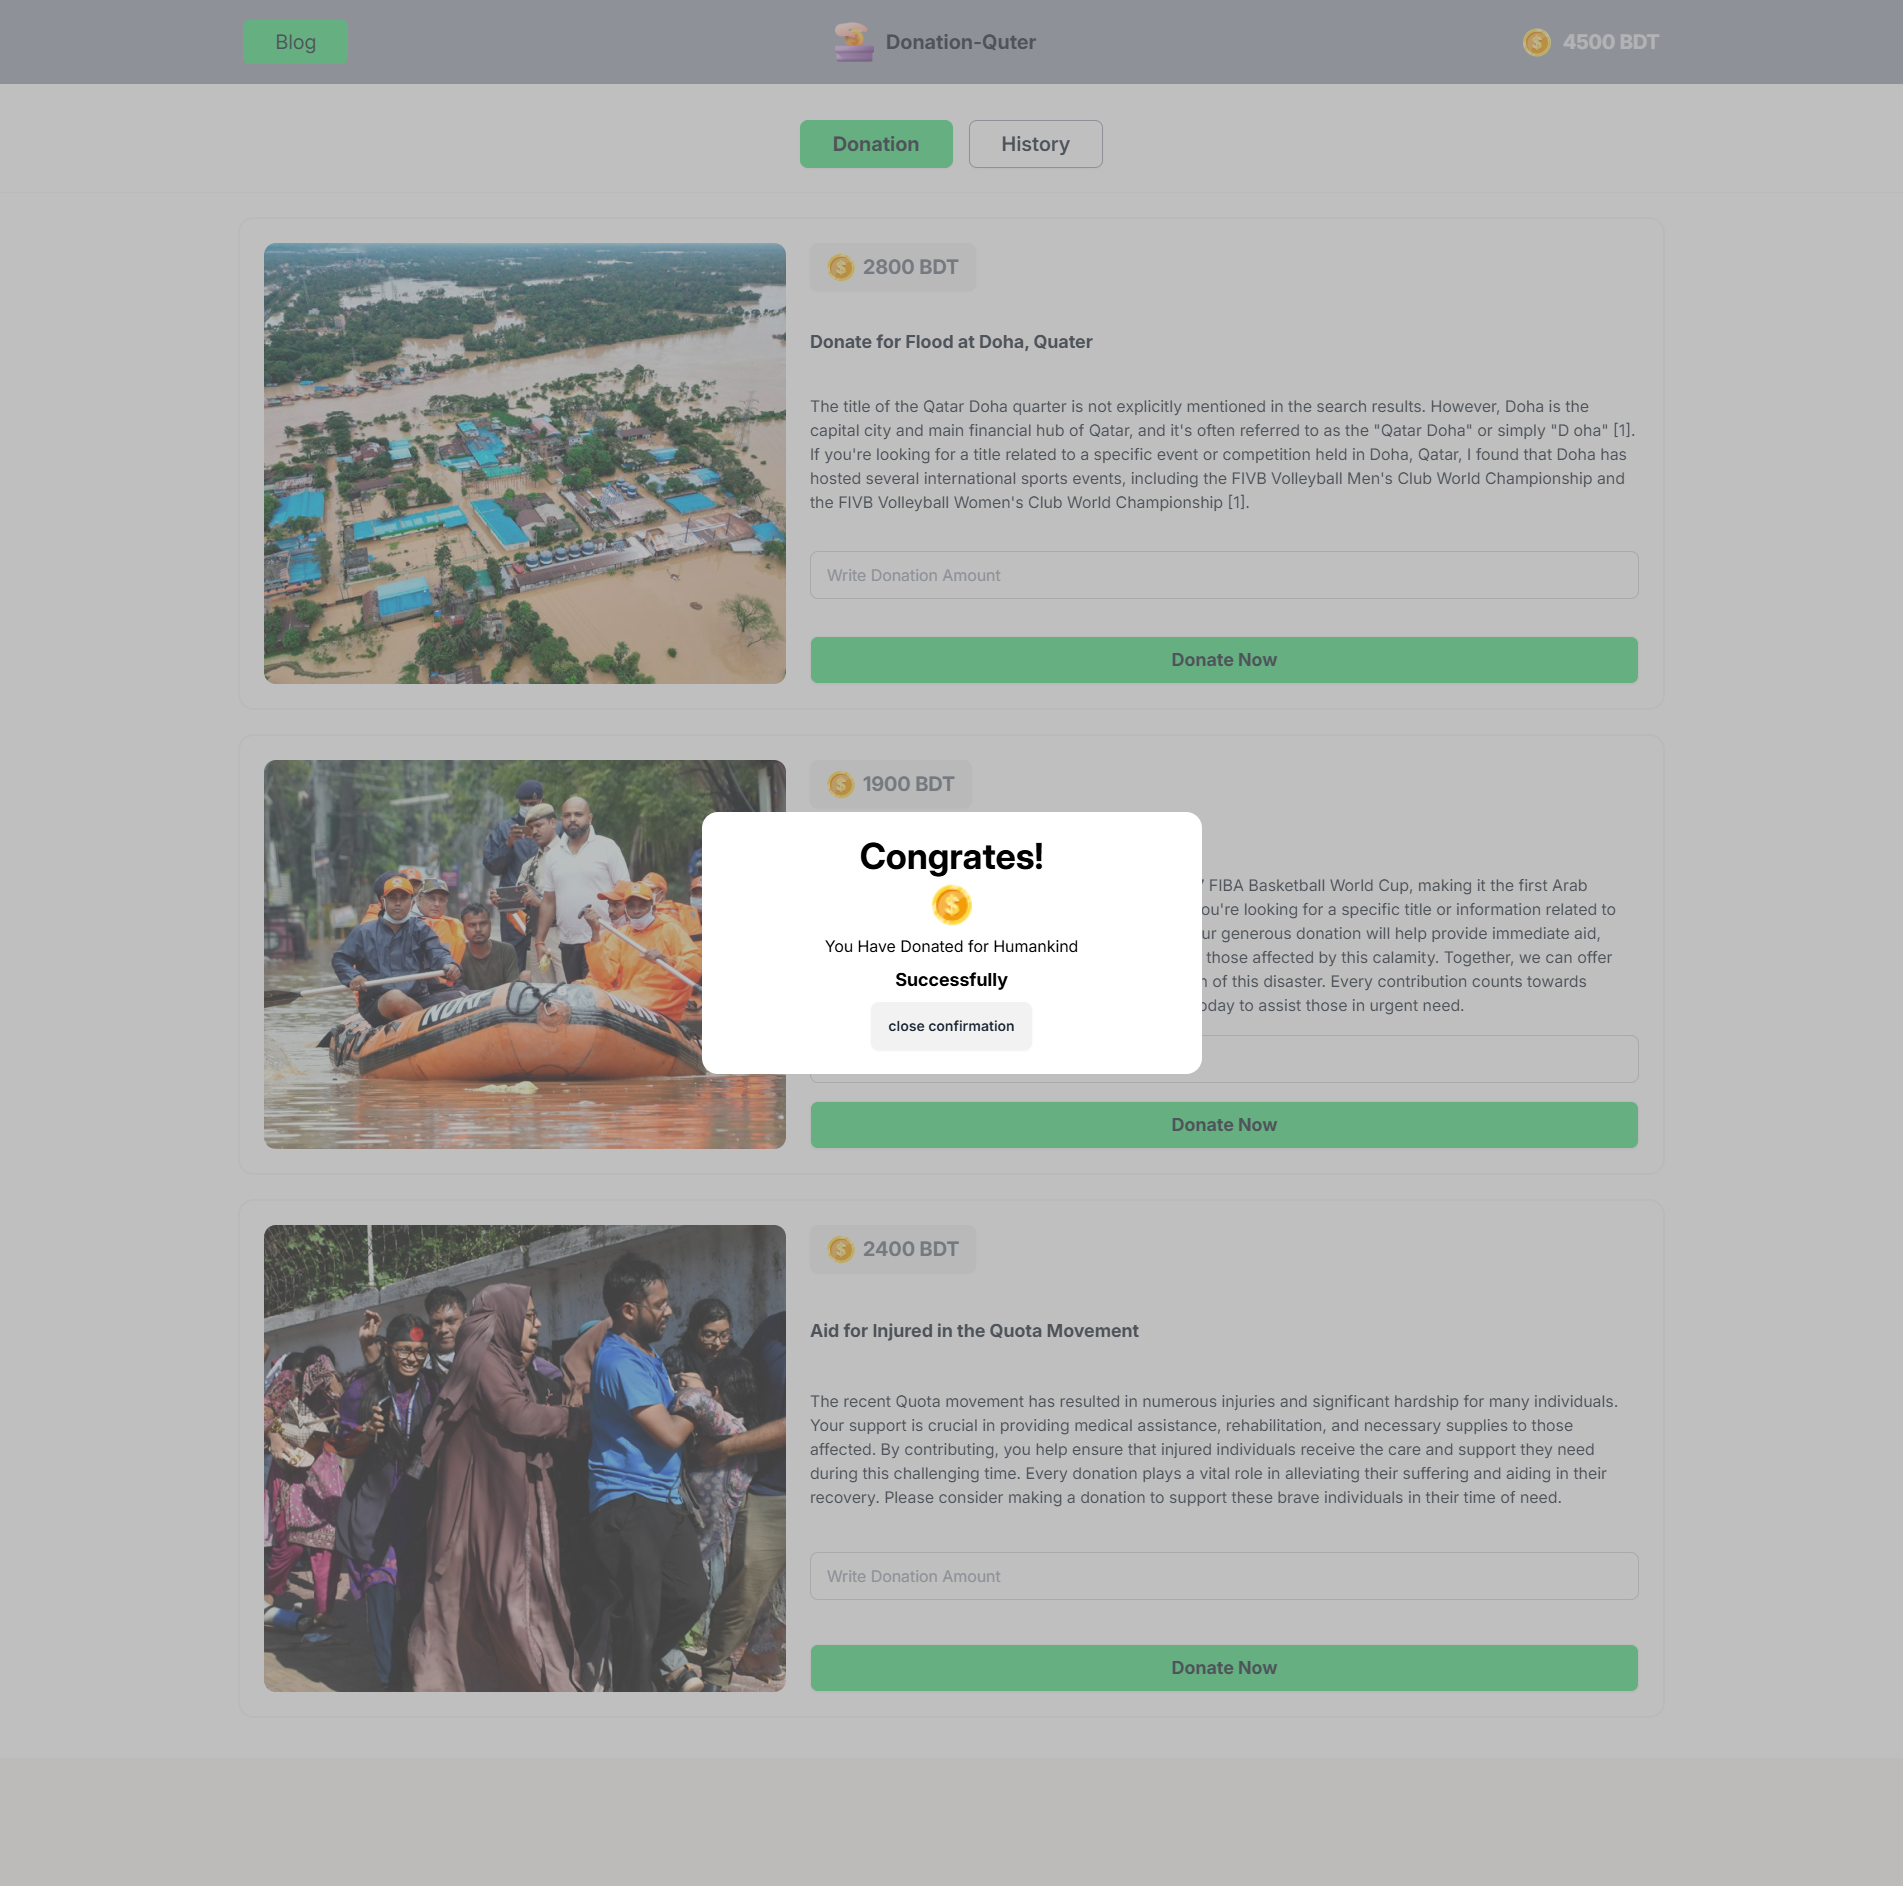 Blog
Donation-Quter
4500 BDT
Donation
History
2800 BDT
Donate for Flood at Doha, Quater
The title of the Qatar Doha quarter is not explicitly mentioned in the search results. However, Doha is the
capital city and main financial hub of Qatar, and it's often referred to as the "Qatar Doha" or simply "D oha" [1].
If you're looking for a title related to a specific event or competition held in Doha, Qatar, I found that Doha has
hosted several international sports events, including the FIVB Volleyball Men's Club World Championship and
the FIVB Volleyball Women's Club World Championship [1].
Write Donation Amount
Donate Now
1900 BDT
FIBA Basketball World Cup, making it the first Arab
you're looking for a specific title or information related to
generous donation will help provide immediate aid,
those affected by this calamity. Together, we can offer
of this disaster. Every contribution counts towards
today to assist those in urgent need.
Congrates!
You Have Donated for Humankind
Successfully
close confirmation
NDRF
Donate Now
2400 BDT
Aid for Injured in the Quota Movement
The recent Quota movement has resulted in numerous injuries and significant hardship for many individuals.
Your support is crucial in providing medical assistance, rehabilitation, and necessary supplies to those
affected. By contributing, you help ensure that injured individuals receive the care and support they need
during this challenging time. Every donation plays a vital role in alleviating their suffering and aiding in their
recovery. Please consider making a donation to support these brave individuals in their time of need.
Write Donation Amount
Donate Now